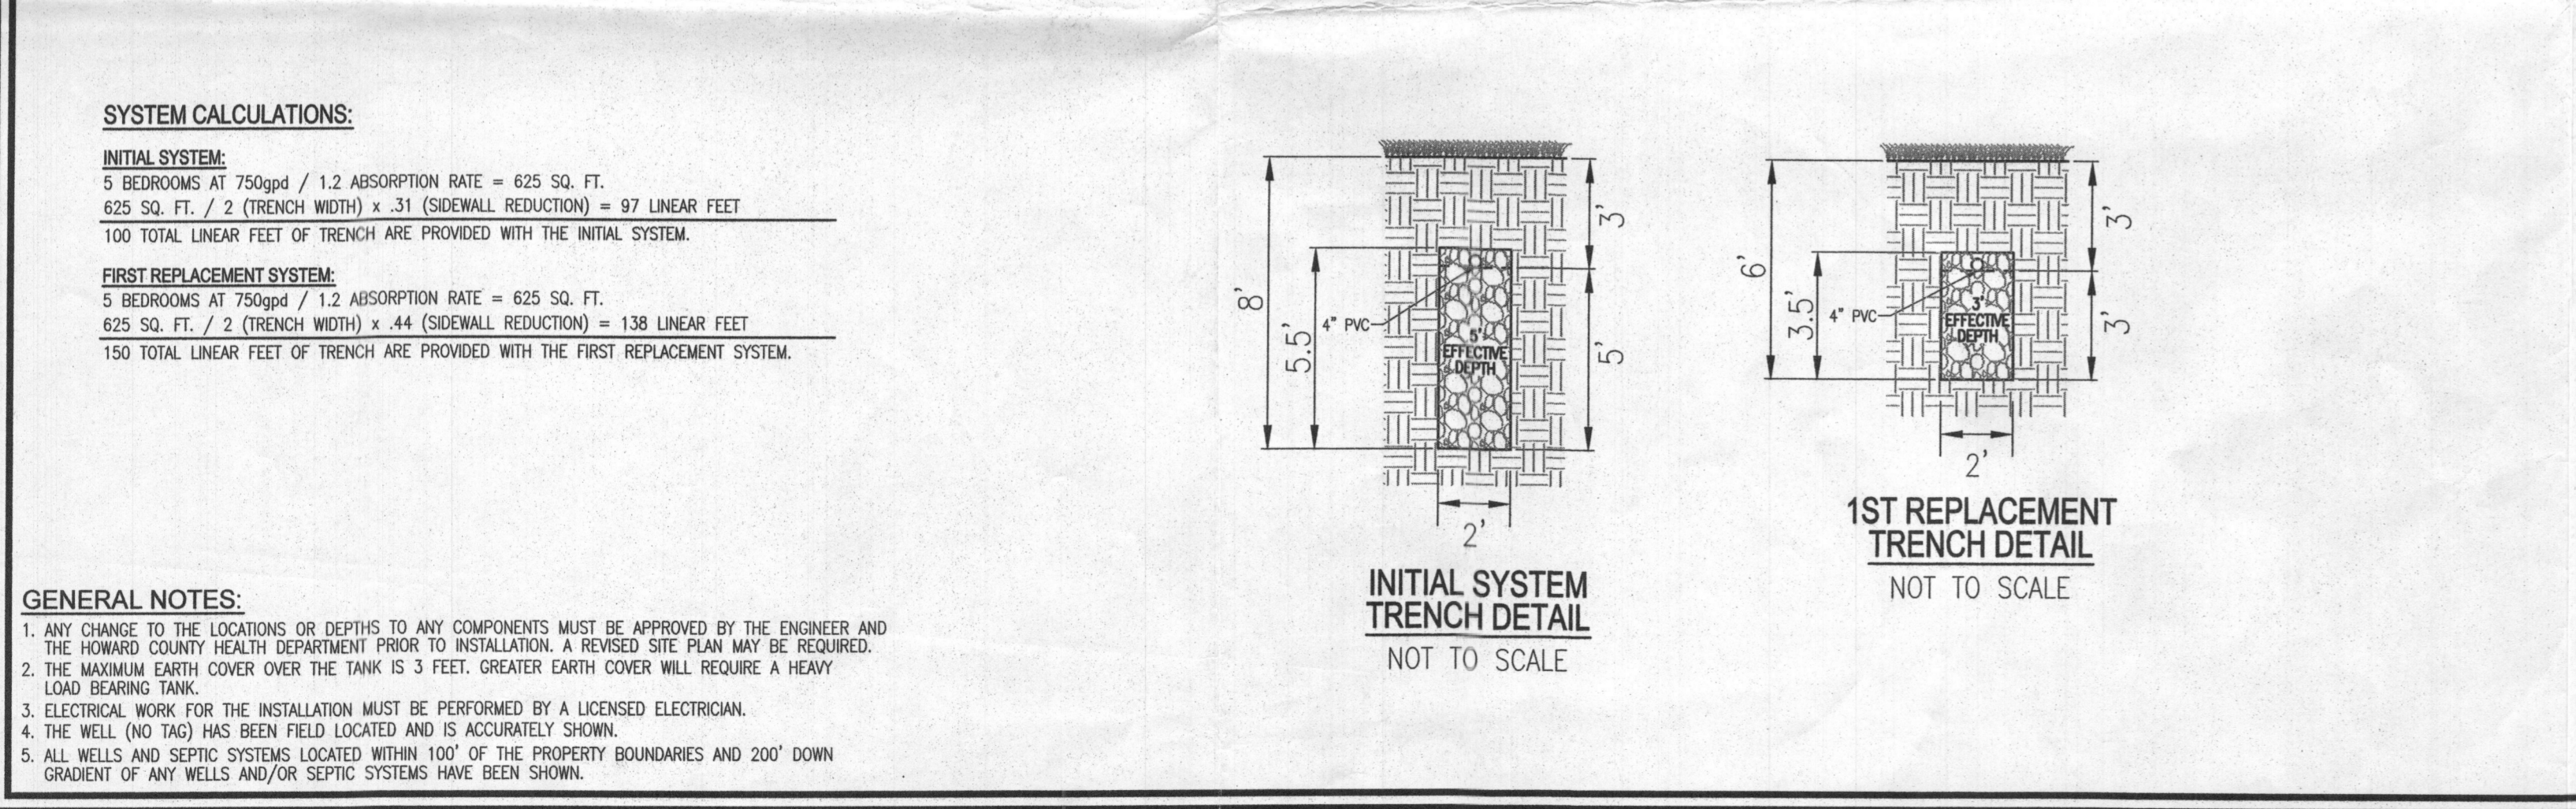 SYSTEM CALCULATIONS:
INITIAL SYSTEM:
5 BEDROOMS AT 750gpd / 1.2 ABSORPTION RATE = 625 SQ. FT.
625 SQ. FT. / 2 (TRENCH WIDTH) x .31 (SIDEWALL REDUCTION) = 97 LINEAR FEET
100 TOTAL LINEAR FEET OF TRENCH ARE PROVIDED WITH THE INITIAL SYSTEM.
FIRST REPLACEMENT SYSTEM:
5 BEDROOMS AT 750gpd / 1.2 ABSORPTION RATE = 625 SQ. FT.
625 SQ. FT. / 2 (TRENCH WIDTH) x .44 (SIDEWALL REDUCTION) = 138 LINEAR FEET
150 TOTAL LINEAR FEET OF TRENCH ARE PROVIDED WITH THE FIRST REPLACEMENT SYSTEM.
GENERAL NOTES:
1. ANY CHANGE TO THE LOCATIONS OR DEPTHS TO ANY COMPONENTS MUST BE APPROVED BY THE ENGINEER AND
THE HOWARD COUNTY HEALTH DEPARTMENT PRIOR TO INSTALLATION. A REVISED SITE PLAN MAY BE REQUIRED.
2. THE MAXIMUM EARTH COVER OVER THE TANK IS 3 FEET. GREATER EARTH COVER WILL REQUIRE A HEAVY
LOAD BEARING TANK.
3. ELECTRICAL WORK FOR THE INSTALLATION MUST BE PERFORMED BY A LICENSED ELECTRICIAN.
4. THE WELL (NO TAG) HAS BEEN FIELD LOCATED AND IS ACCURATELY SHOWN.
5. ALL WELLS AND SEPTIC SYSTEMS LOCATED WITHIN 100' OF THE PROPERTY BOUNDARIES AND 200' DOWN
GRADIENT OF ANY WELLS AND/OR SEPTIC SYSTEMS HAVE BEEN SHOWN.
8'
5.5'
4" PVC
5'
EFFECTIVE
DEPTH
3'
5'
2'
INITIAL SYSTEM
TRENCH DETAIL
NOT TO SCALE
6'
3.5'
4" PVC
3'
EFFECTIVE
DEPTH
3'
3'
2'
1ST REPLACEMENT
TRENCH DETAIL
NOT TO SCALE